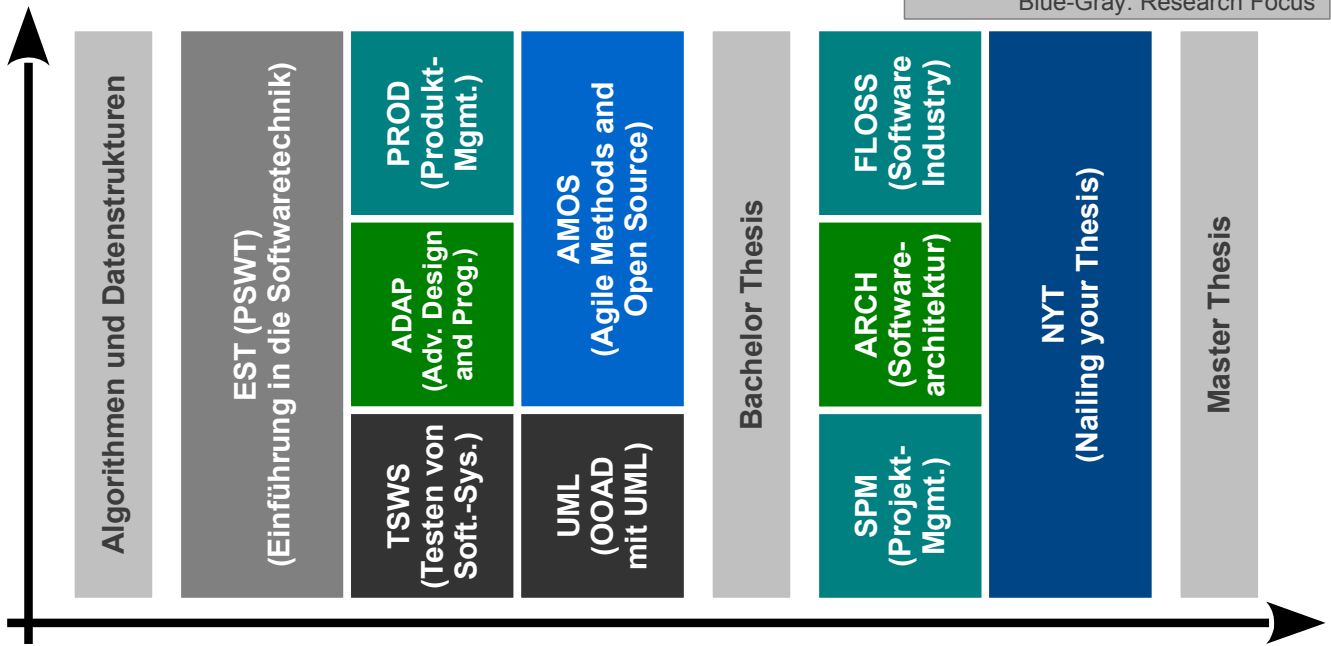 Blue-Gray: Research Focus
Algorithmen und Datenstrukturen
EST (PSWT)
(Einführung in die Softwaretechnik)
PROD
(Produkt-
Mgmt.)
ADAP
(Adv. Design
and Prog.)
TSWS
(Testen von
Soft.-Sys.)
AMOS
(Agile Methods and
Open Source)
UML
(OOAD
mit UML)
Bachelor Thesis
FLOSS
(Software
Industry)
ARCH
(Software-
architektur)
SPM
(Projekt-
Mgmt.)
NYT
(Nailing your Thesis)
Master Thesis